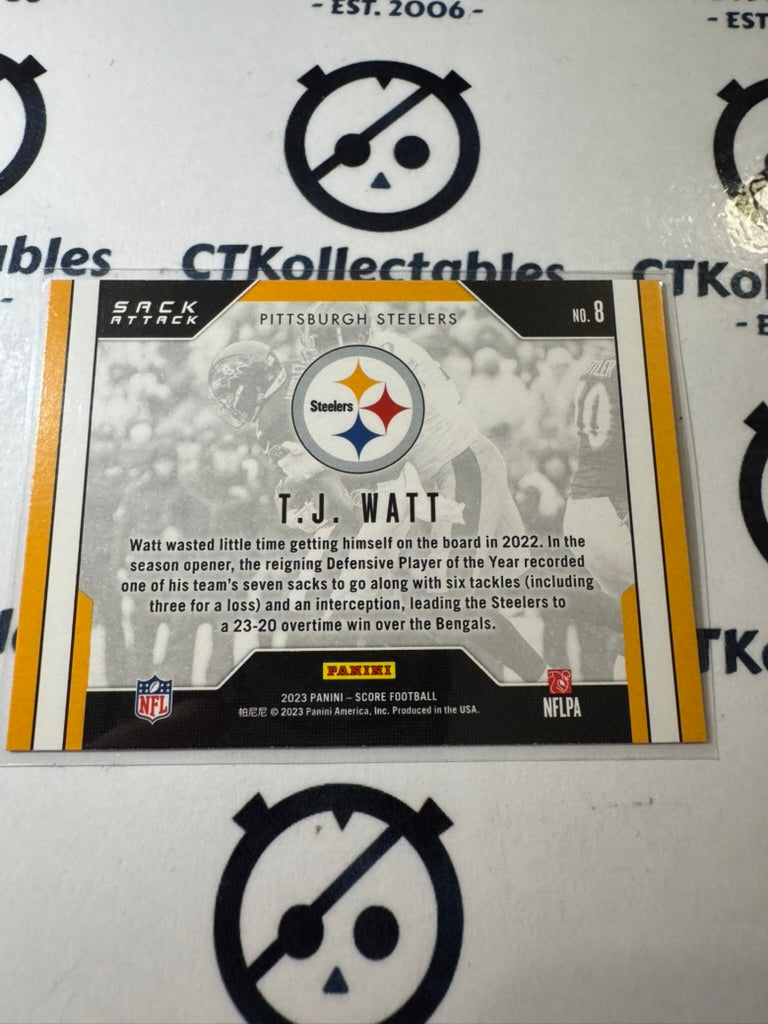 - EST. 2006 -
- EST
CTKollectables
ables
CTKol
SACK
ATTACK
PITTSBURGH STEELERS
NO. 8
Steelers
T.J. WATT
Watt wasted little time getting himself on the board in 2022. In the
season opener, the reigning Defensive Player of the Year recorded
one of his team's seven sacks to go along with six tackles (including
three for a loss) and an interception, leading the Steelers to
a 23-20 overtime win over the Bengals.
PANINI
NFL
2023 PANINI – SCORE FOOTBALL
帕尼尼 © 2023 Panini America, Inc. Produced in the USA.
NFLPA
TK